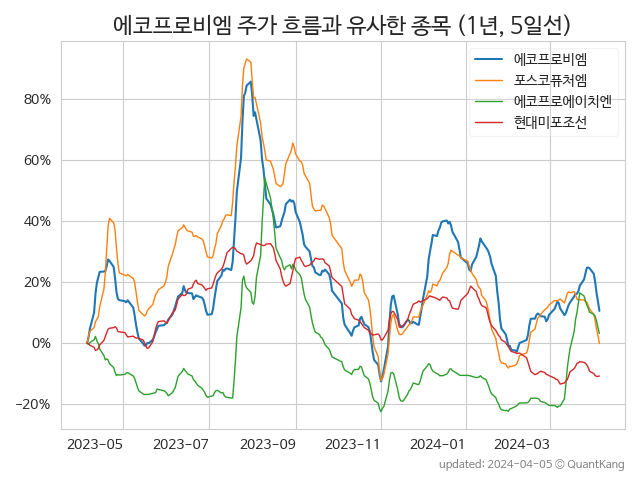 에코프로비엠 주가 흐름과 유사한 종목 (1년, 5일선)
에코프로비엠
포스코퓨처엠
에코프로에이치엔
현대미포조선
80%
60%
40%
20%
0%
−20%
2023−05 2023−07 2023−09 2023−11 2024−01 2024−03
updated: 2024-04-05 © QuantKang